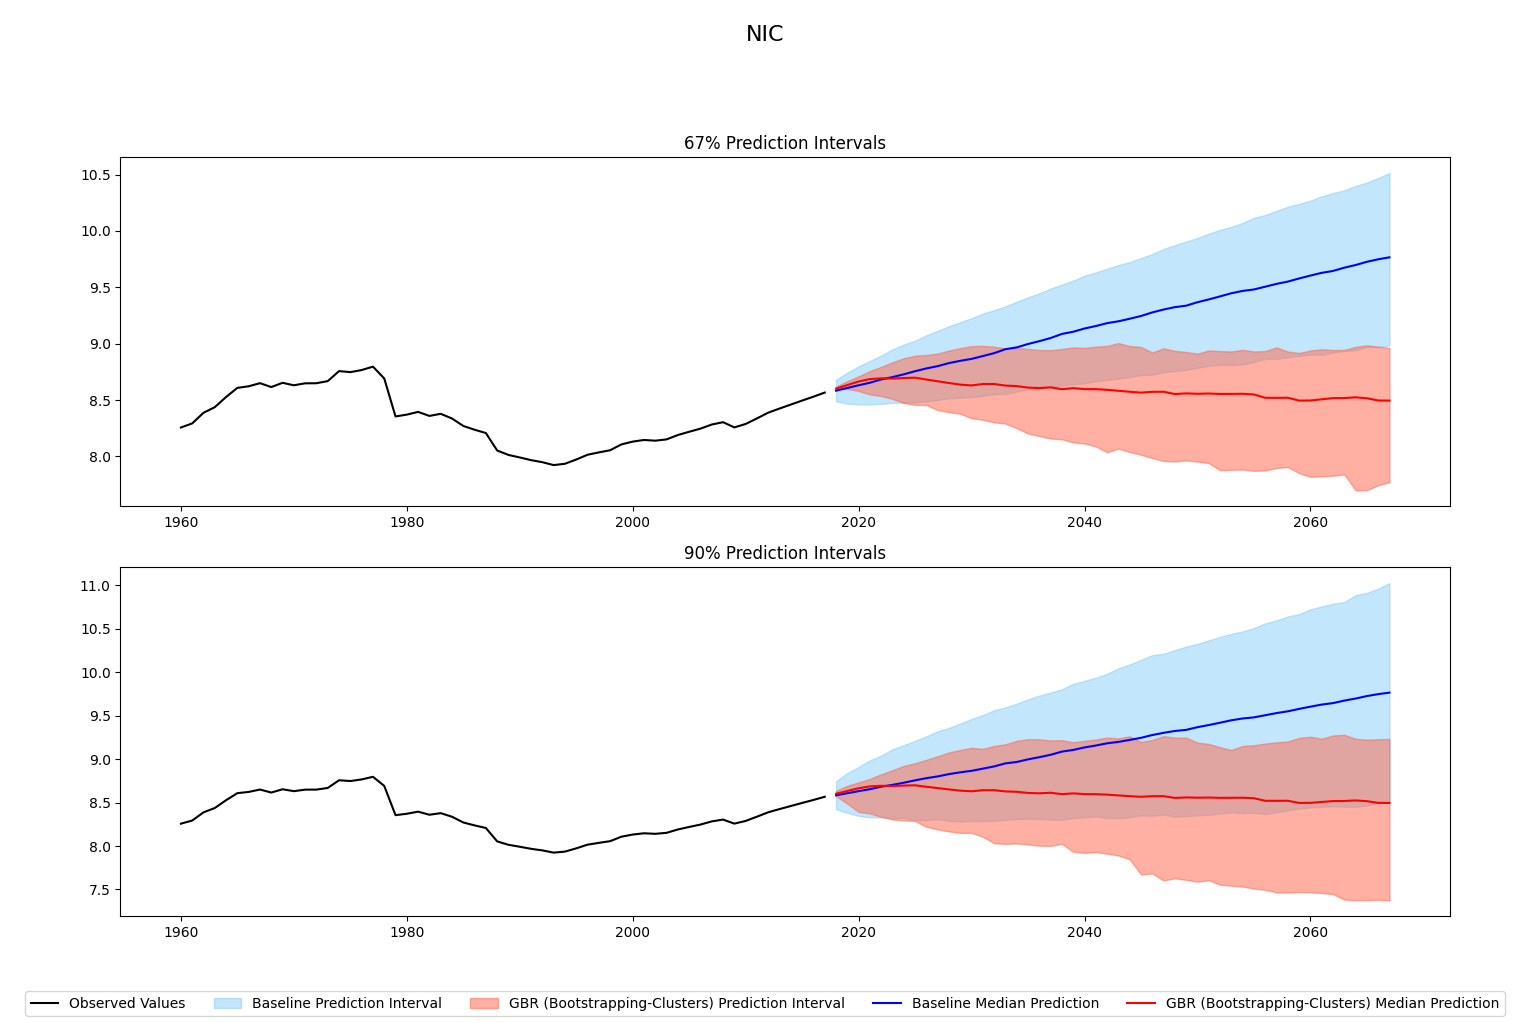 NIC
67% Prediction Intervals
10.5
10.0
9.5
9.0
8.5
8.0
1960 1980 2000 2020 2040 2060
90% Prediction Intervals
11.0
10.5
10.0
9.5
9.0
8.5
8.0
7.5
1960 1980 2000 2020 2040 2060
Observed Values Baseline Prediction Interval GBR (Bootstrapping-Clusters) Prediction Interval Baseline Median Prediction GBR (Bootstrapping-Clusters) Median Prediction